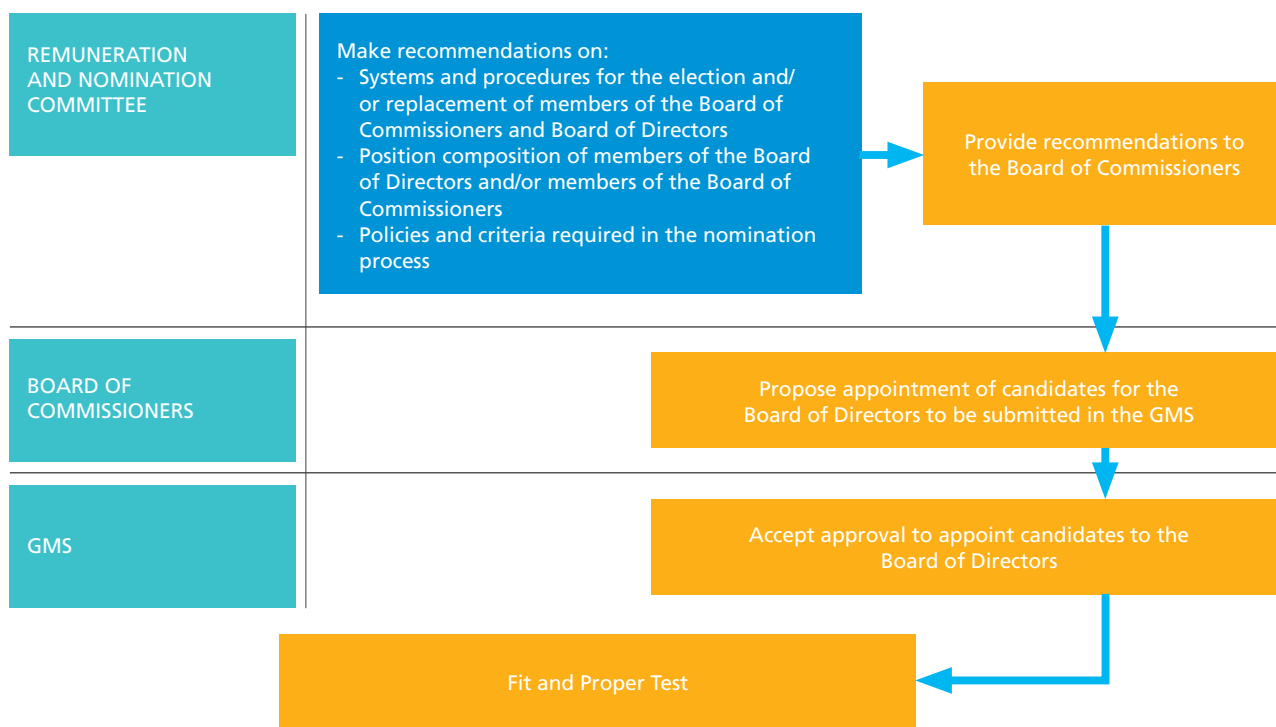 REMUNERATION
AND NOMINATION
COMMITTEE
Make recommendations on:
- Systems and procedures for the election and/
or replacement of members of the Board of
Commissioners and Board of Directors
- Position composition of members of the Board
of Directors and/or members of the Board of
Commissioners
- Policies and criteria required in the nomination
process
Provide recommendations to
the Board of Commissioners
BOARD OF
COMMISSIONERS
Propose appointment of candidates for the
Board of Directors to be submitted in the GMS
GMS
Accept approval to appoint candidates to the
Board of Directors
Fit and Proper Test